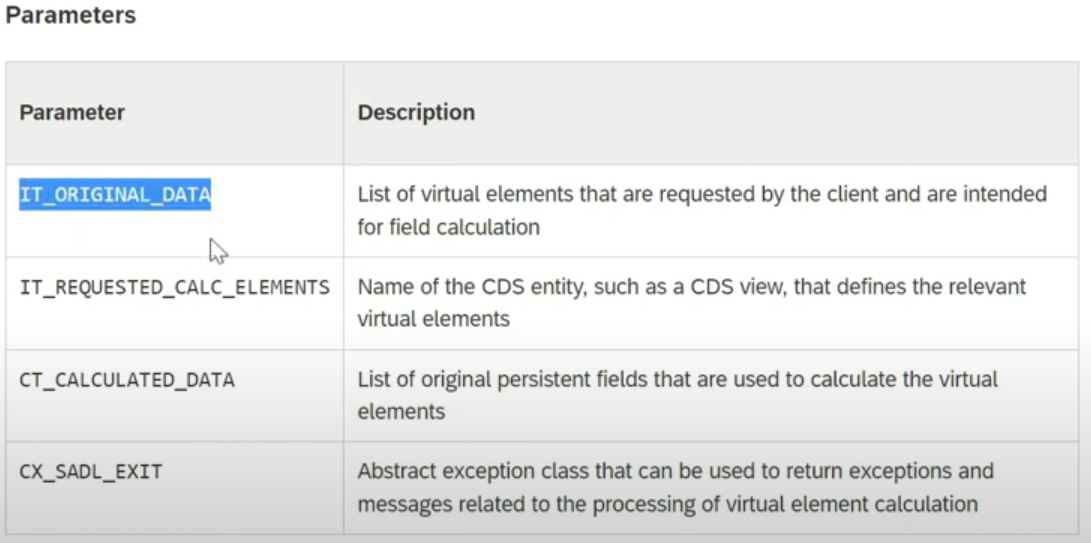 Parameters
Parameter Description
IT_ORIGINAL_DATA List of virtual elements that are requested by the client and are intended
for field calculation
IT_REQUESTED_CALC_ELEMENTS Name of the CDS entity, such as a CDS view, that defines the relevant
virtual elements
CT_CALCULATED_DATA List of original persistent fields that are used to calculate the virtual
elements
CX_SADL_EXIT Abstract exception class that can be used to return exceptions and
messages related to the processing of virtual element calculation